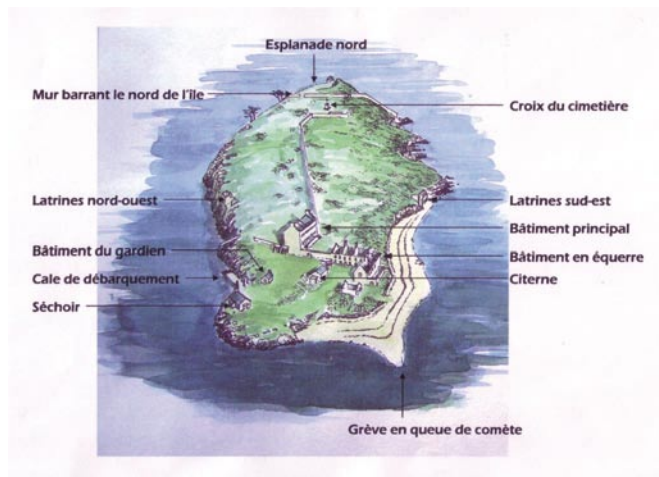 Esplanade nord
Mur barrant le nord de l'île
Croix du cimetière
Latrines nord-ouest
Latrines sud-est
Bâtiment principal
Bâtiment du gardien
Bâtiment en équerre
Cale de débarquement
Citerne
Séchoir
Grève en queue de comète